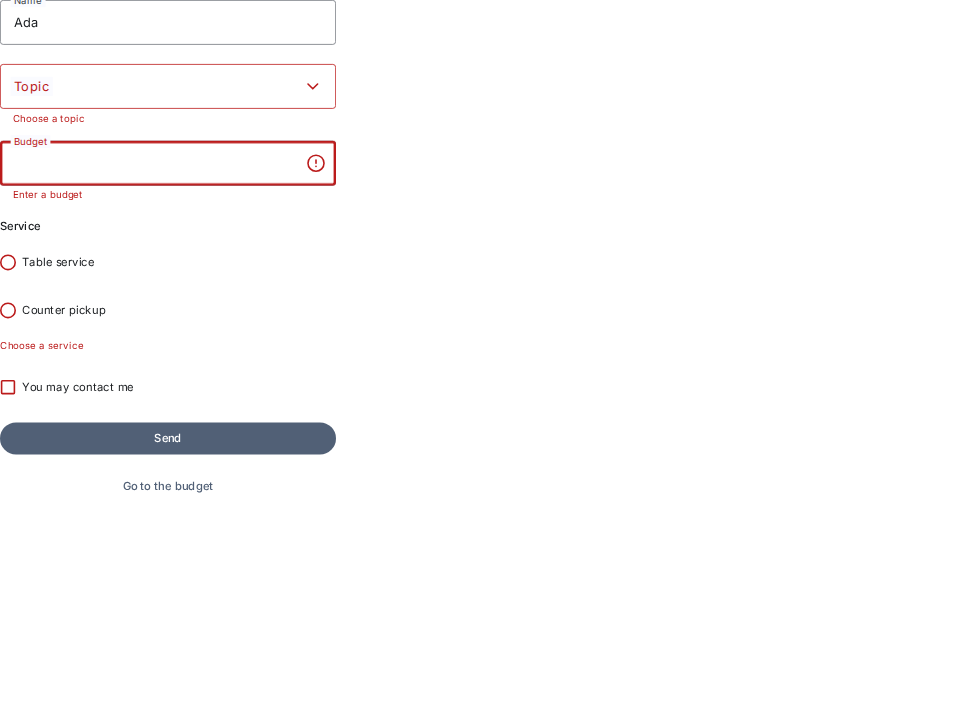 Name
Ada
Topic
Choose a topic
Budget
Enter a budget
Service
Table service
Counter pickup
Choose a service
You may contact me
Send
Go to the budget